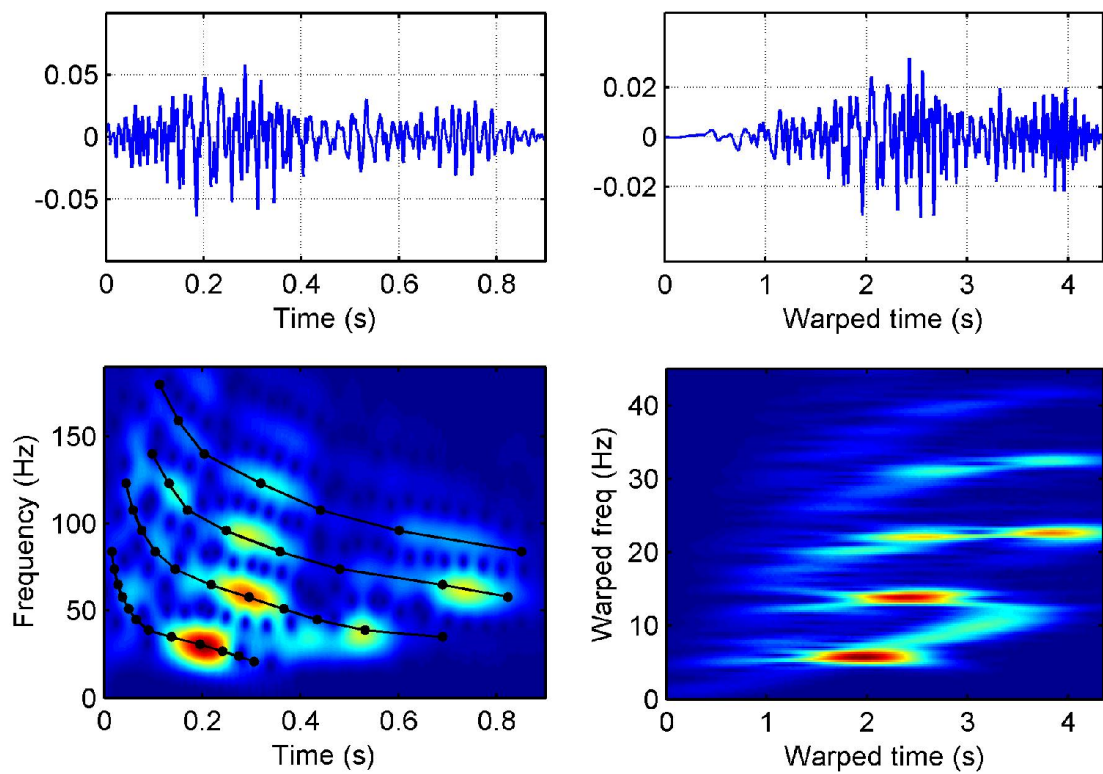 0.05
0
-0.05
0 0.2 0.4 0.6 0.8
Time (s)
0.02
0
-0.02
0 1 2 3 4
Warped time (s)
Frequency (Hz)
150
100
50
0
0 0.2 0.4 0.6 0.8
Time (s)
Warped freq (Hz)
40
30
20
10
0
0 1 2 3 4
Warped time (s)